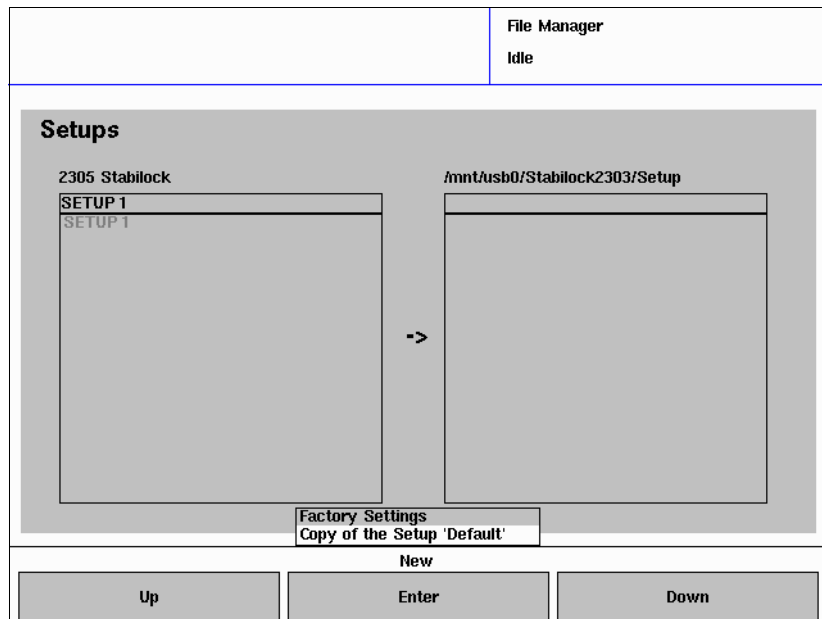 File Manager
Idle
Setups
2305 Stabilock
/mnt/usb0/Stabilock2303/Setup
SETUP 1
SETUP 1
->
Factory Settings
Copy of the Setup 'Default'
New
Up
Enter
Down